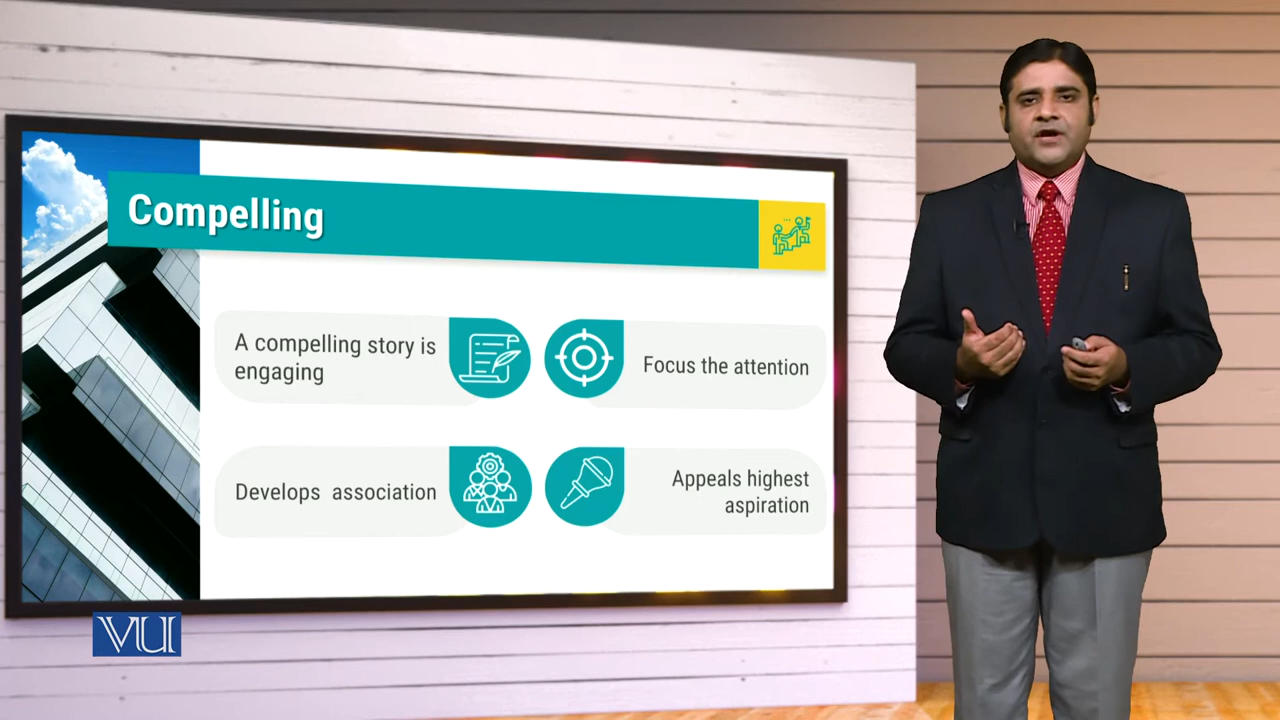 Compelling
A compelling story is
engaging
Focus the attention
Develops association
Appeals highest
aspiration
VU